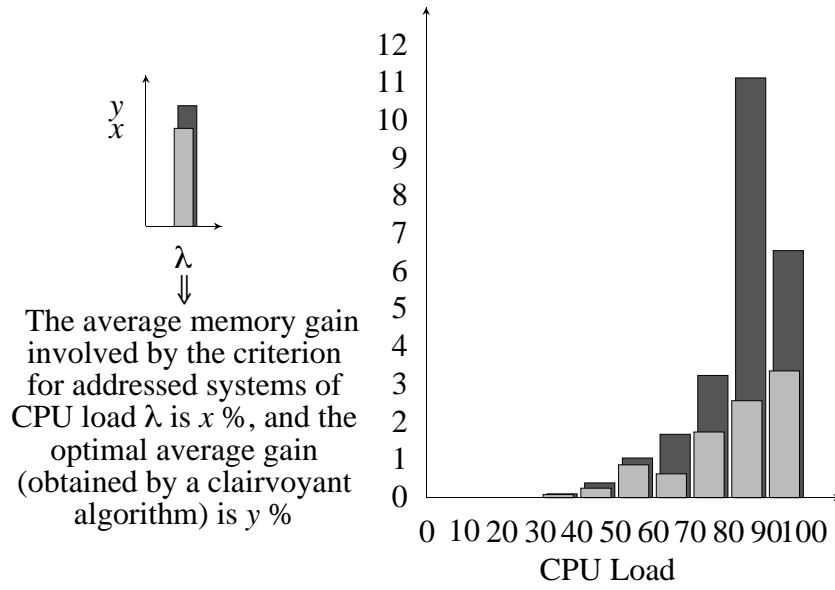 y
x
λ
⇓
The average memory gain
involved by the criterion
for addressed systems of
CPU load λ is x %, and the
optimal average gain
(obtained by a clairvoyant
algorithm) is y %
12
11
10
9
8
7
6
5
4
3
2
1
0
0 10 20 30 40 50 60 70 80 90 100
CPU Load